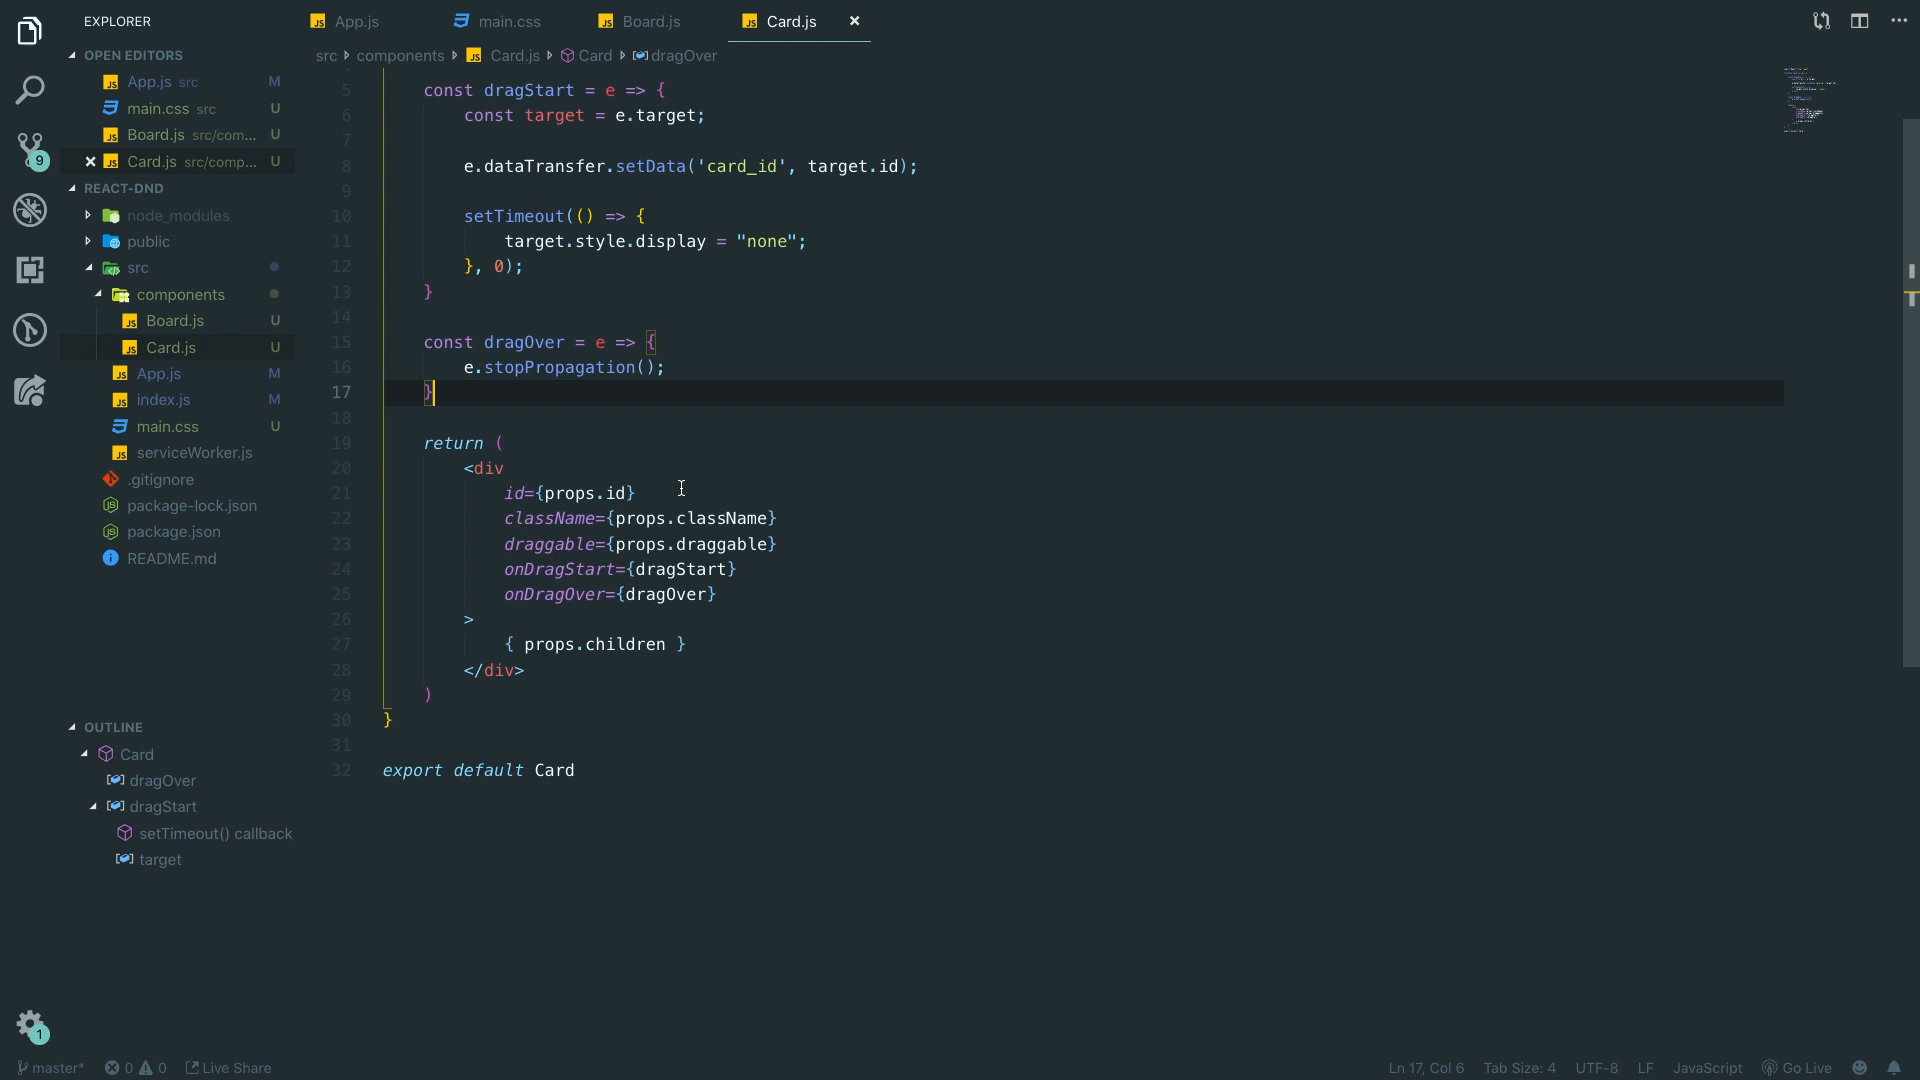 EXPLORER
OPEN EDITORS
App.js src M
main.css src U
Board.js src/com... U
Card.js src/comp... U
REACT-DND
node_modules
public
src
components
Board.js U
Card.js U
App.js M
index.js M
main.css U
serviceWorker.js
.gitignore
package-lock.json
package.json
README.md
OUTLINE
Card
dragOver
dragStart
setTimeout() callback
target
9
1
App.js main.css Board.js Card.js
src components Card.js Card dragOver
5 const dragStart = e => {
6 const target = e.target;
7
8 e.dataTransfer.setData('card_id', target.id);
9
10 setTimeout(() => {
11 target.style.display = "none";
12 }, 0);
13 }
14
15 const dragOver = e => {
16 e.stopPropagation();
17 }
18
19 return (
20 <div
21 id={props.id}
22 className={props.className}
23 draggable={props.draggable}
24 onDragStart={dragStart}
25 onDragOver={dragOver}
26 >
27 { props.children }
28 </div>
29 )
30 }
31
32 export default Card
master* 0 0 Live Share Ln 17, Col 6 Tab Size: 4 UTF-8 LF JavaScript Go Live